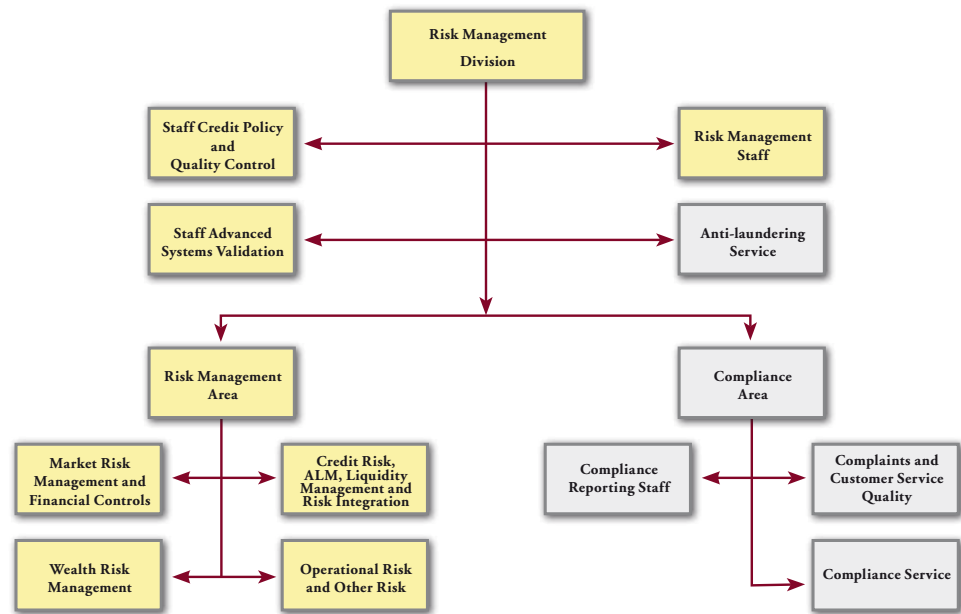 Risk Management
Division
Staff Credit Policy
and
Quality Control
Risk Management
Staff
Staff Advanced
Systems Validation
Anti-laundering
Service
Risk Management
Area
Compliance
Area
Market Risk
Management and
Financial Controls
Credit Risk,
ALM, Liquidity
Management and
Risk Integration
Compliance
Reporting Staff
Complaints and
Customer Service
Quality
Wealth Risk
Management
Operational Risk
and Other Risk
Compliance Service